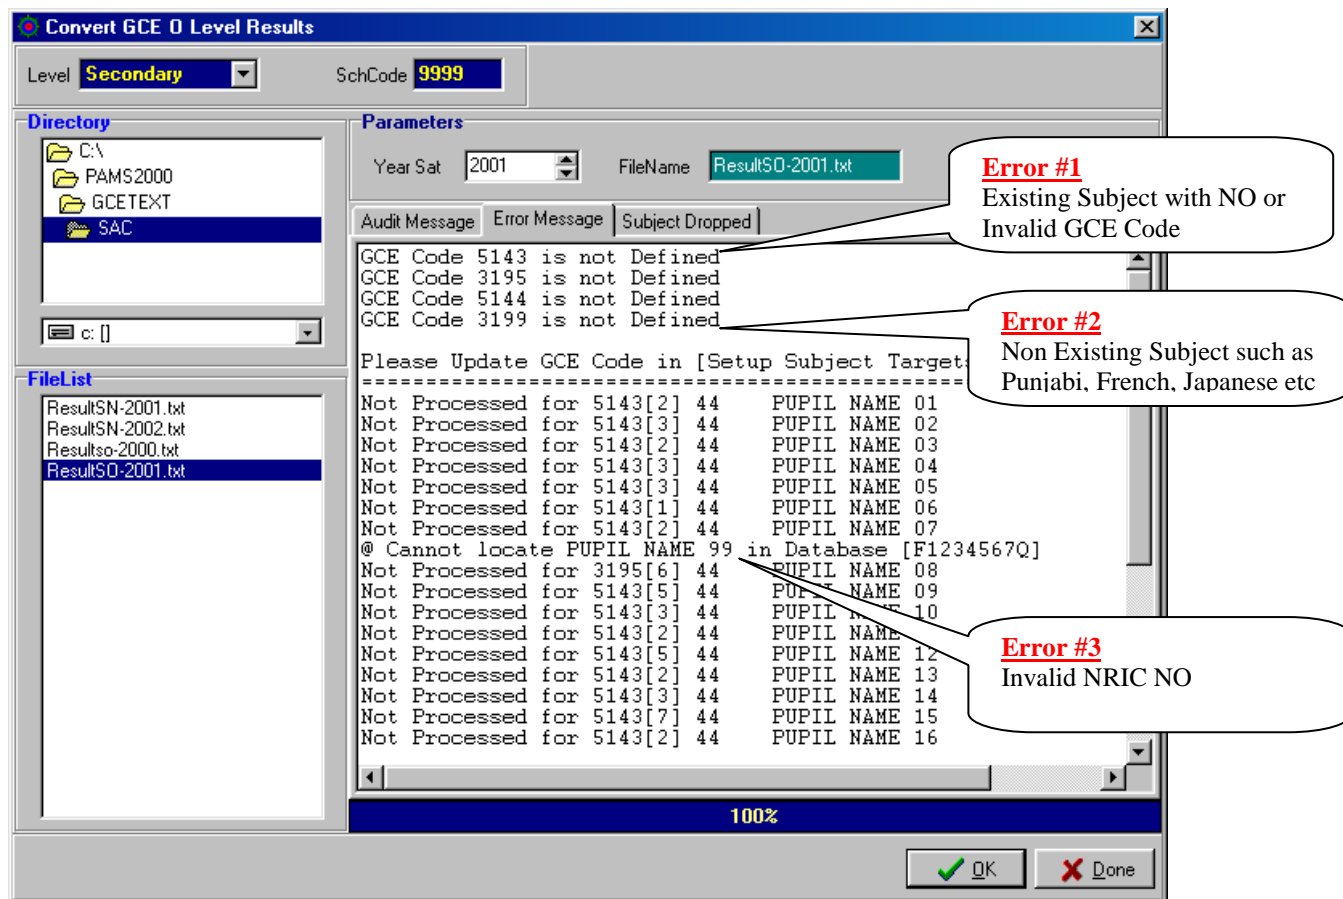 Convert GCE O Level Results
Level Secondary SchCode 9999
Directory
C:\
PAMS2000
GCETEXT
SAC
c: []
FileList
ResultSN-2001.txt
ResultSN-2002.txt
Resultso-2000.txt
ResultSO-2001.txt
Parameters
Year Sat 2001 FileName ResultSO-2001.txt
Audit Message Error Message Subject Dropped
GCE Code 5143 is not Defined
GCE Code 3195 is not Defined
GCE Code 5144 is not Defined
GCE Code 3199 is not Defined
Please Update GCE Code in [Setup Subject Targets
==================================================
Not Processed for 5143[2] 44 PUPIL NAME 01
Not Processed for 5143[3] 44 PUPIL NAME 02
Not Processed for 5143[2] 44 PUPIL NAME 03
Not Processed for 5143[3] 44 PUPIL NAME 04
Not Processed for 5143[3] 44 PUPIL NAME 05
Not Processed for 5143[1] 44 PUPIL NAME 06
Not Processed for 5143[2] 44 PUPIL NAME 07
@ Cannot locate PUPIL NAME 99 in Database [F1234567Q]
Not Processed for 3195[6] 44 PUPIL NAME 08
Not Processed for 5143[5] 44 PUPIL NAME 09
Not Processed for 5143[3] 44 PUPIL NAME 10
Not Processed for 5143[2] 44 PUPIL NAME
Not Processed for 5143[5] 44 PUPIL NAME 12
Not Processed for 5143[2] 44 PUPIL NAME 13
Not Processed for 5143[3] 44 PUPIL NAME 14
Not Processed for 5143[7] 44 PUPIL NAME 15
Not Processed for 5143[2] 44 PUPIL NAME 16
100%
OK Done
Error #1
Existing Subject with NO or
Invalid GCE Code
Error #2
Non Existing Subject such as
Punjabi, French, Japanese etc
Error #3
Invalid NRIC NO